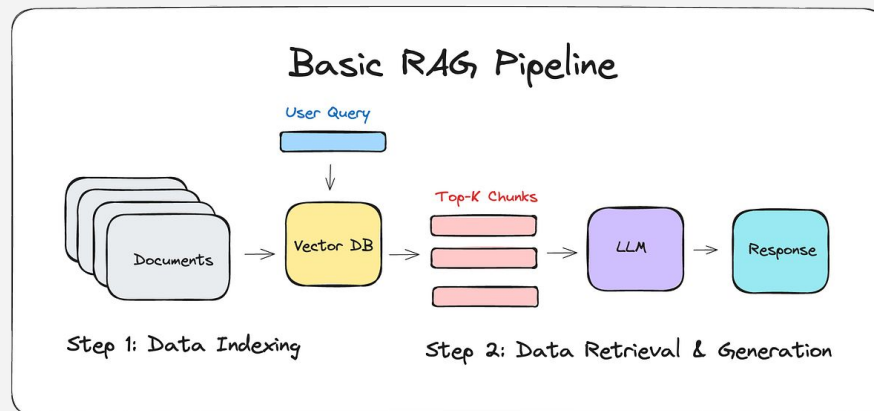 Basic RAG Pipeline
User Query
Top-K Chunks
Documents
Vector DB
LLM
Response
Step 1: Data Indexing
Step 2: Data Retrieval & Generation